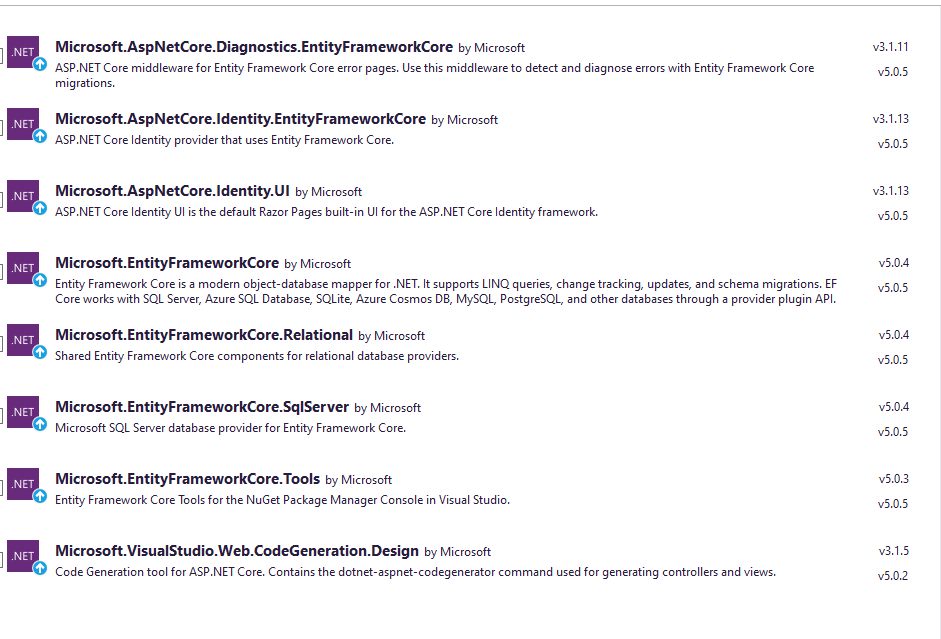 .NET
Microsoft.AspNetCore.Diagnostics.EntityFrameworkCore by Microsoft
v3.1.11
ASP.NET Core middleware for Entity Framework Core error pages. Use this middleware to detect and diagnose errors with Entity Framework Core
v5.0.5
migrations.
.NET
Microsoft.AspNetCore.Identity.EntityFrameworkCore by Microsoft
v3.1.13
ASP.NET Core Identity provider that uses Entity Framework Core.
v5.0.5
.NET
Microsoft.AspNetCore.Identity.UI by Microsoft
v3.1.13
ASP.NET Core Identity UI is the default Razor Pages built-in UI for the ASP.NET Core Identity framework.
v5.0.5
.NET
Microsoft.EntityFrameworkCore by Microsoft
v5.0.4
Entity Framework Core is a modern object-database mapper for .NET. It supports LINQ queries, change tracking, updates, and schema migrations. EF
v5.0.5
Core works with SQL Server, Azure SQL Database, SQLite, Azure Cosmos DB, MySQL, PostgreSQL, and other databases through a provider plugin API.
.NET
Microsoft.EntityFrameworkCore.Relational by Microsoft
v5.0.4
Shared Entity Framework Core components for relational database providers.
v5.0.5
.NET
Microsoft.EntityFrameworkCore.SqlServer by Microsoft
v5.0.4
Microsoft SQL Server database provider for Entity Framework Core.
v5.0.5
.NET
Microsoft.EntityFrameworkCore.Tools by Microsoft
v5.0.3
Entity Framework Core Tools for the NuGet Package Manager Console in Visual Studio.
v5.0.5
.NET
Microsoft.VisualStudio.Web.CodeGeneration.Design by Microsoft
v3.1.5
Code Generation tool for ASP.NET Core. Contains the dotnet-aspnet-codegenerator command used for generating controllers and views.
v5.0.2